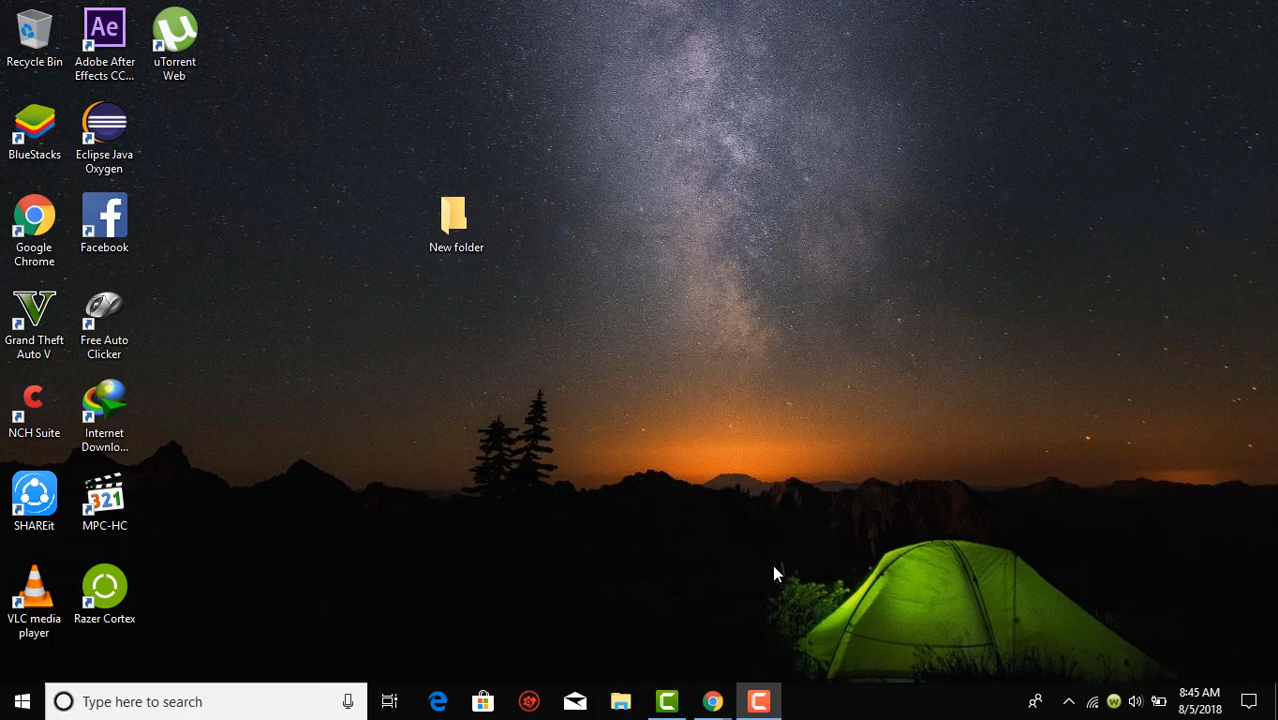 Recycle Bin
Adobe After
Effects CC...
uTorrent
Web
BlueStacks
Eclipse Java
Oxygen
Google
Chrome
Facebook
New folder
Grand Theft
Auto V
Free Auto
Clicker
NCH Suite
Internet
Downlo...
SHAREit
MPC-HC
VLC media
player
Razer Cortex
Type here to search
8:45 AM
8/5/2018